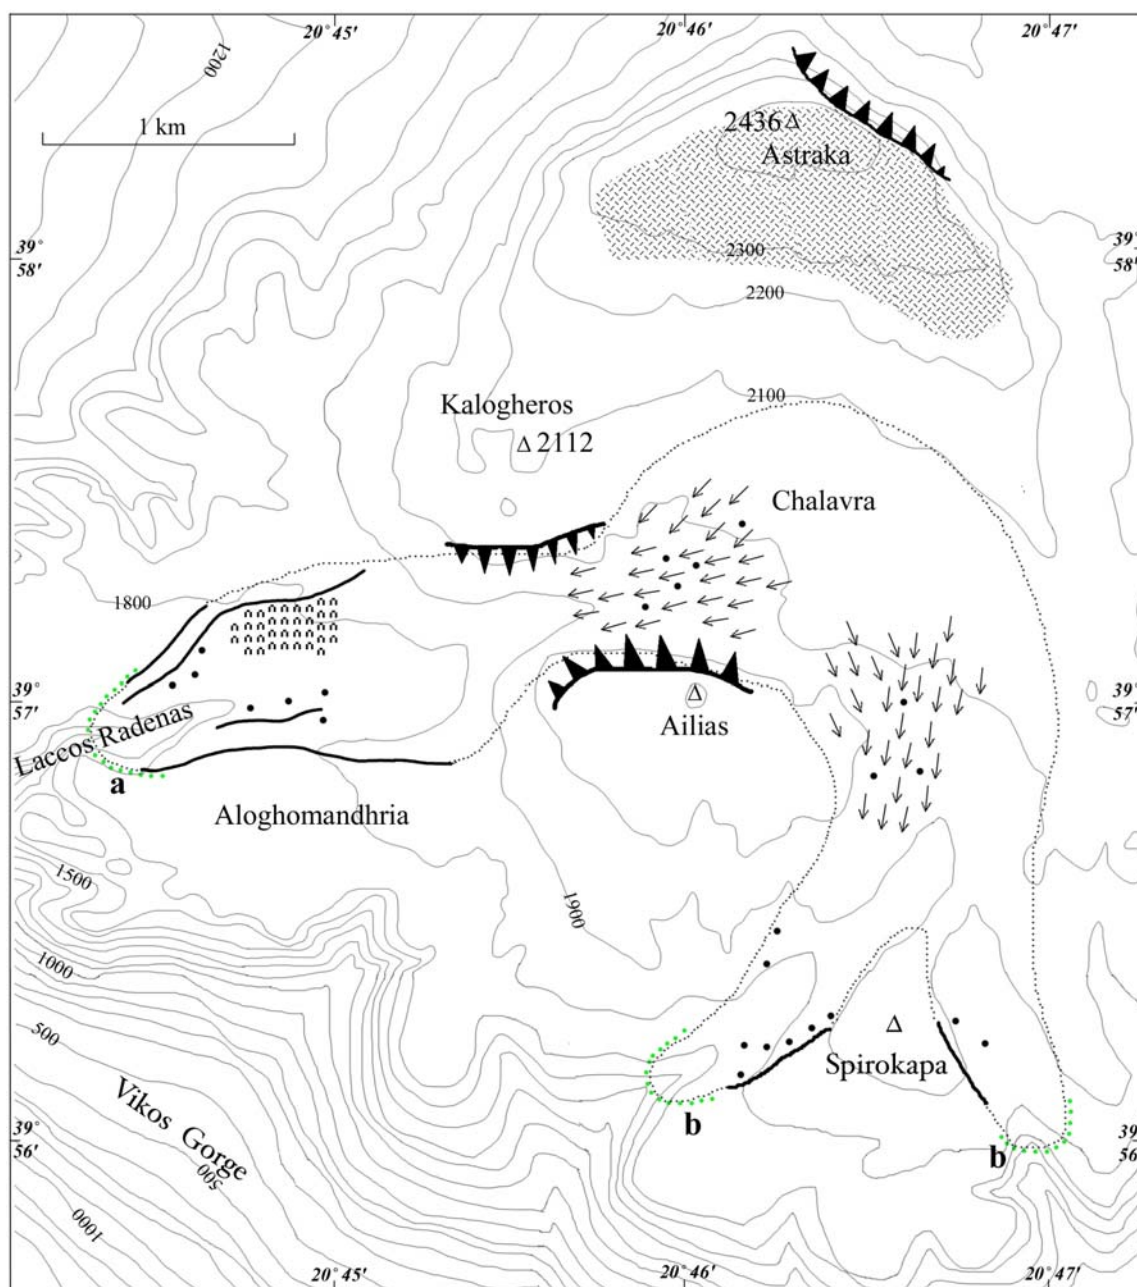 20° 45'
20° 46'
20° 47'
1200
1 km
2436
Astraka
39°
58'
39°
58'
2300
2200
2100
Kalogheros
2112
Chalavra
1800
39°
57'
39°
57'
Laccos Radenas
Ailias
a
Aloghomandhria
1500
1900
1000
500
Spirokapa
Vikos Gorge
b
39°
56'
39°
56'
b
500
1000
20° 45'
20° 46'
20° 47'